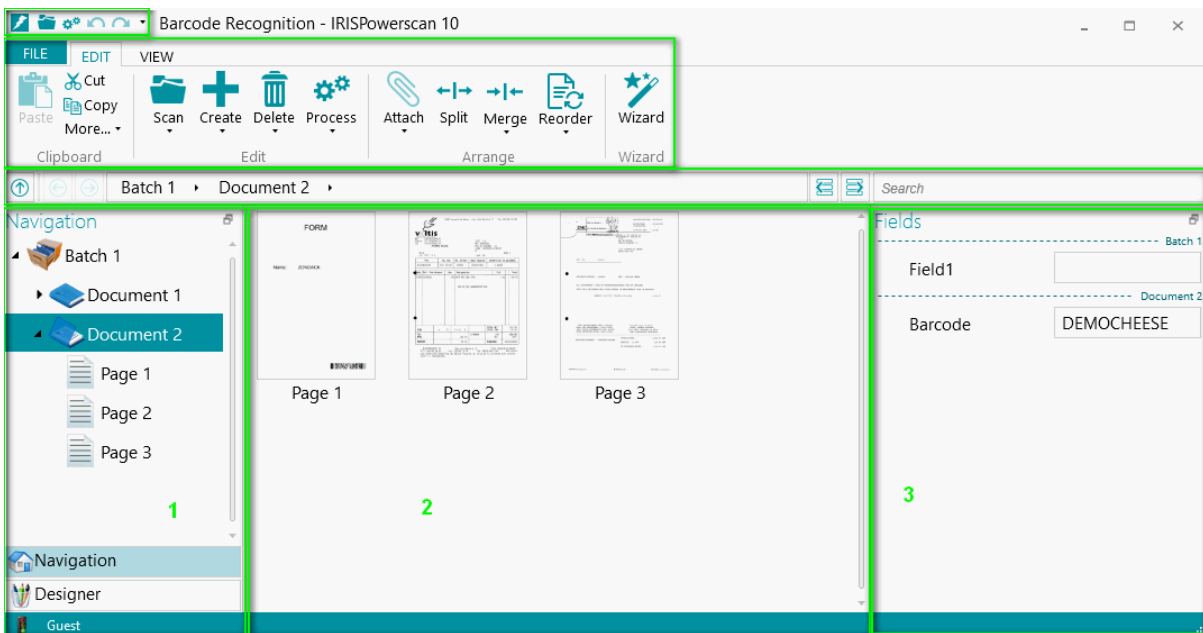 Barcode Recognition - IRISPowerscan 10
FILE EDIT VIEW
Paste
Cut
Copy
More...
Clipboard
Scan Create Delete Process
Edit
Attach Split Merge Reorder
Arrange
Wizard
Wizard
Batch 1 Document 2
Search
Navigation
Batch 1
Document 1
Document 2
Page 1
Page 2
Page 3
1
Navigation
Designer
Guest
FORM
Name:
Page 1 Page 2 Page 3
2
Fields
Batch 1
Field1
Document 2
Barcode DEMOCHEESE
3